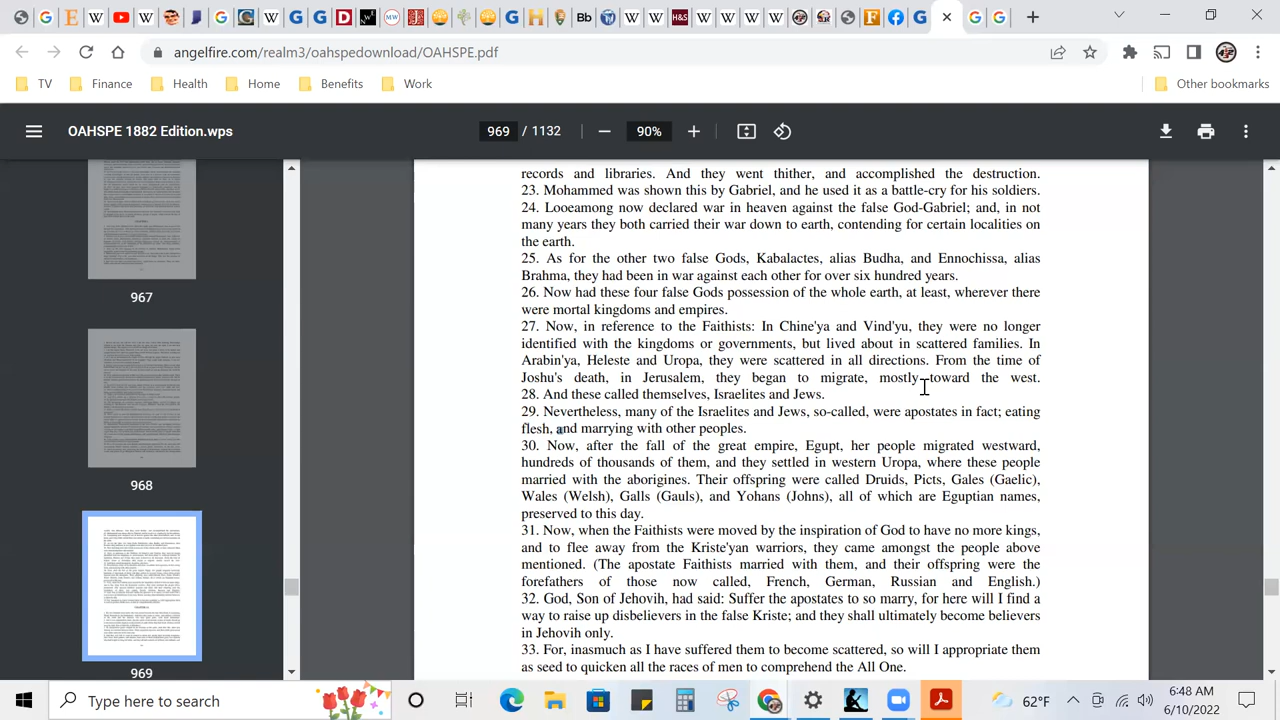 angelfire.com/realm3/oahspedownload/OAHSPE.pdf
TV Finance Health Home Benefits Work Other bookmarks
OAHSPE 1882 Edition.wps 969 / 1132 90%
records and libraries. And they went thither, and accomplished the destruction.
23. Mohammed was shown this by Gabriel, and he used it as a battle-cry for his soldiers
24. Looeamong now declared war in heaven against the false God-Gabriel; and, in not
many years they both carried their war down to earth, contending for certain localities on
the earth.
25. As for the other two false Gods, Kabalactes, alias Budha, and Ennochissa, alias
Brahma, they had been in war against each other for over six hundred years.
26. Now had these four false Gods possession of the whole earth, at least, wherever there
were mortal kingdoms and empires.
27. Now, in reference to the Faithists: In Chine'ya and Vind'yu, they were no longer
identified with the kingdoms or governments, but lived about in scattered families. In
Arabin'ya, Heleste and Uropa, they were scattered in all directions. From the time of
Joshu's death, in Jerusalem, they began to migrate, mostly toward the west.
28. And these called themselves, Israelites and Jews.
29. Nevertheless, many of the Israelites and Jews, so called, were apostates in fact; eating
flesh, and marrying with other peoples.
30. Now, after the fall of the great empire, Egupt, her people migrated westward,
hundreds of thousands of them, and they settled in western Uropa, where these people
married with the aborigines. Their offspring were called Druids, Picts, Gales (Gaelic),
Wales (Welsh), Galls (Gauls), and Yohans (Johns), all of which are Eguptian names,
preserved to this day.
31. And the Faithists was moved by the inspiration of God to have no more kings,
and to flee away from the Kriste'yan warriors, they came amongst the people above
mentioned. The apostate Faithists married with them, and their offspring were the
foretainers of those now called, French, German, Russian and English.
32. God, Son of Jehovih, had said: Suffer the apostates to so marry, for here will I find a
way to raise up disbelievers in the false Kriste; and they shall ultimately become believers
in Jehovih only.
33. For, inasmuch as I have suffered them to become scattered, so will I appropriate them
as seed to quicken all the races of men to comprehend the All One.
967
968
969
Type here to search
62°F
6:48 AM
6/10/2022